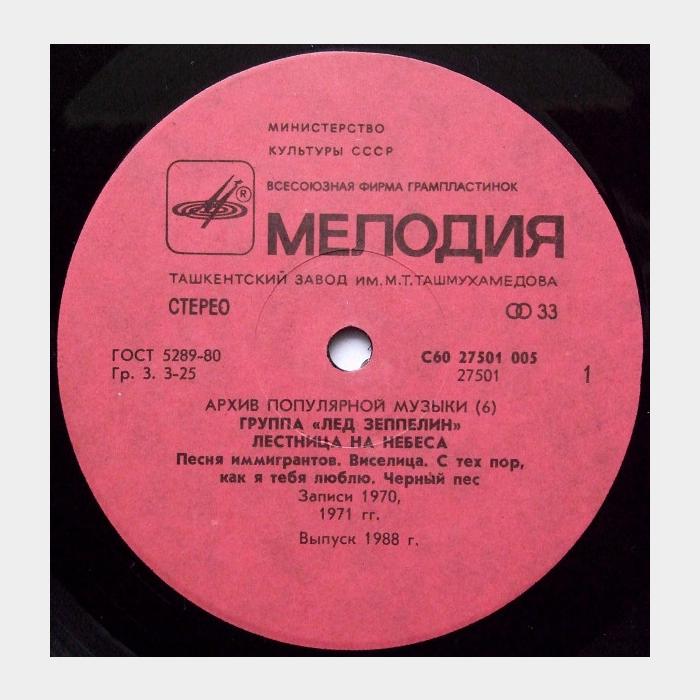 МИНИСТЕРСТВО
КУЛЬТУРЫ СССР
ВСЕСОЮЗНАЯ ФИРМА ГРАМПЛАСТИНОК
®
МЕЛОДИЯ
ТАШКЕНТСКИЙ ЗАВОД ИМ. М.Т. ТАШМУХАМЕДОВА
СТЕРЕО
33
ГОСТ 5289-80
С60 27501 005
Гр. 3. 3-25
27501
1
АРХИВ ПОПУЛЯРНОЙ МУЗЫКИ (6)
ГРУППА «ЛЕД ЗЕППЕЛИН»
ЛЕСТНИЦА НА НЕБЕСА
Песня иммигрантов. Виселица. С тех пор,
как я тебя люблю. Черный пес
Записи 1970,
1971 гг.
Выпуск 1988 г.